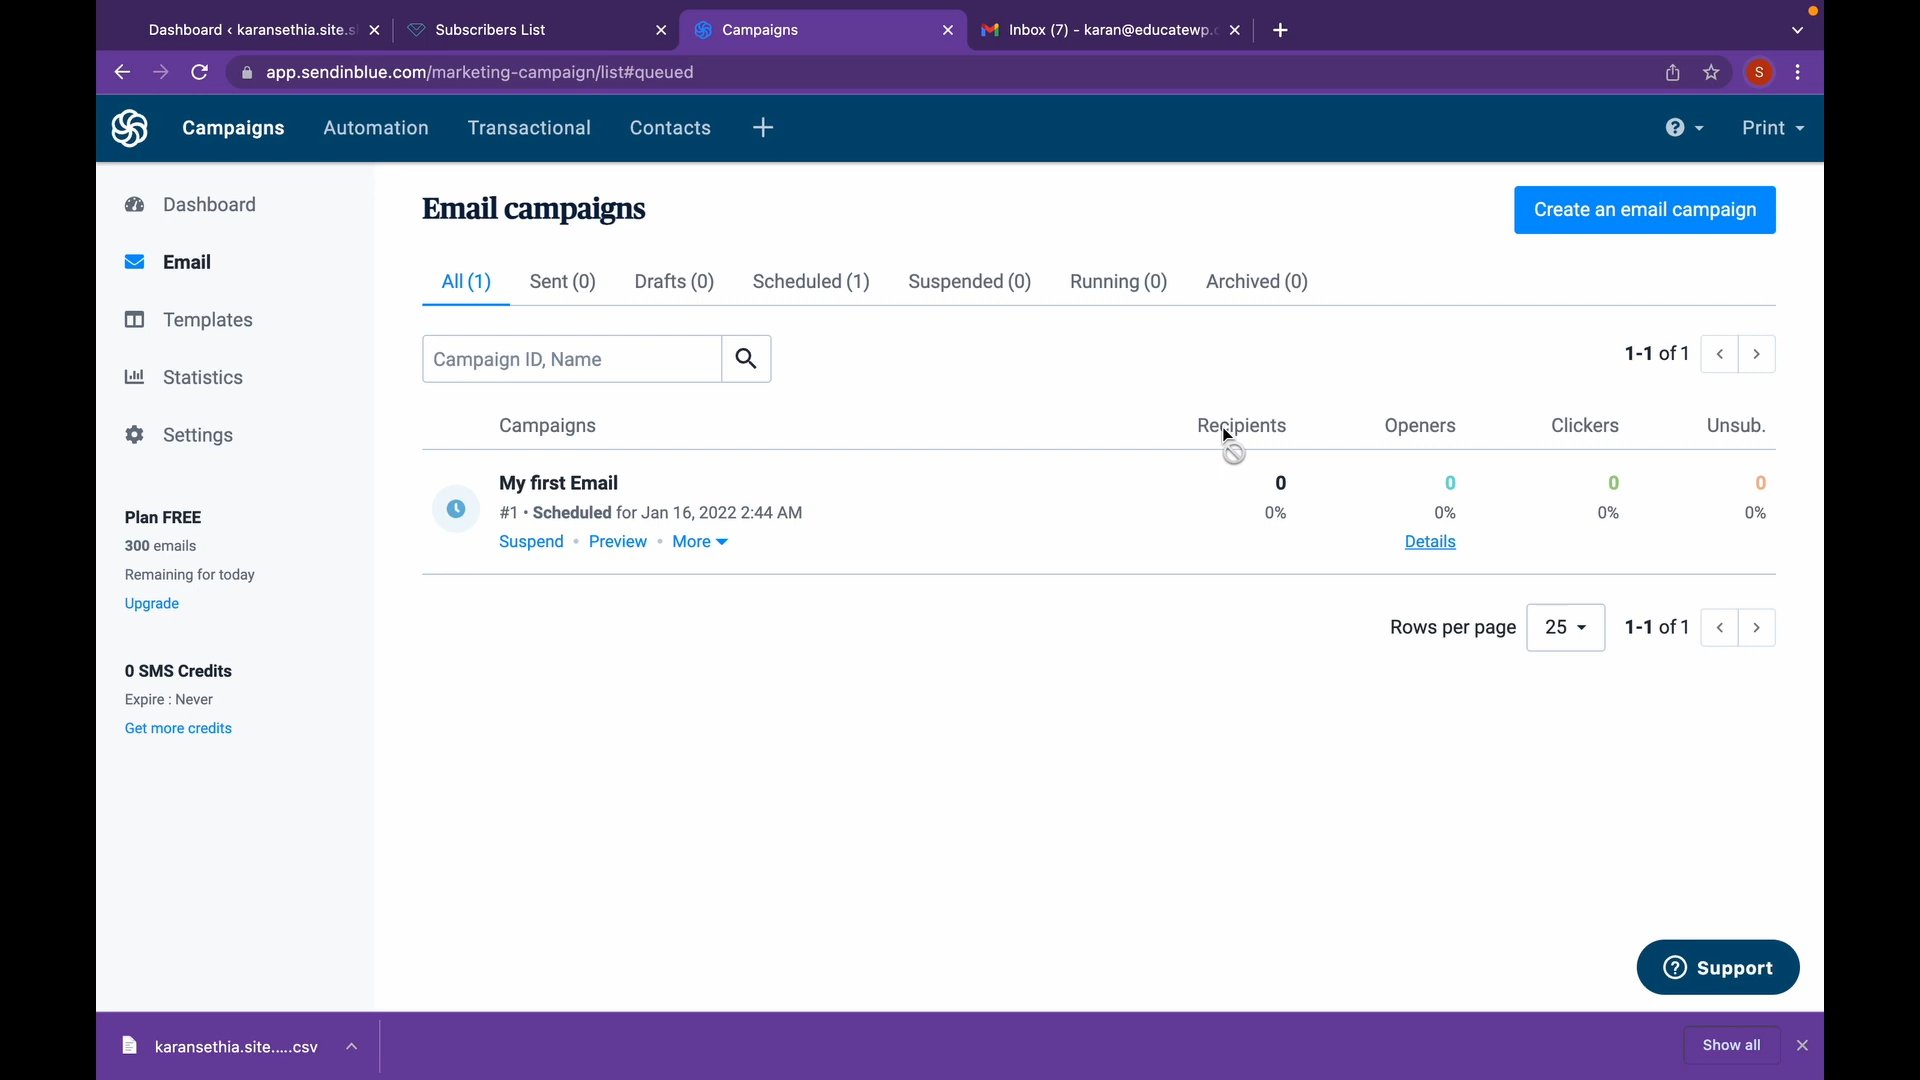 Dashboard ‹ karansethia.site.s
Subscribers List
Campaigns
Inbox (7) - karan@educatewp.c
app.sendinblue.com/marketing-campaign/list#queued
S
Campaigns
Automation
Transactional
Contacts
Print
Dashboard
Email
Templates
Statistics
Settings
Plan FREE
300 emails
Remaining for today
Upgrade
0 SMS Credits
Expire : Never
Get more credits
Email campaigns
Create an email campaign
All (1)
Sent (0)
Drafts (0)
Scheduled (1)
Suspended (0)
Running (0)
Archived (0)
Campaign ID, Name
1-1 of 1
Campaigns
Recipients
Openers
Clickers
Unsub.
My first Email
0
0
0
0
#1 • Scheduled for Jan 16, 2022 2:44 AM
0%
0%
0%
0%
Suspend • Preview • More
Details
Rows per page
25
1-1 of 1
Support
karansethia.site.....csv
Show all